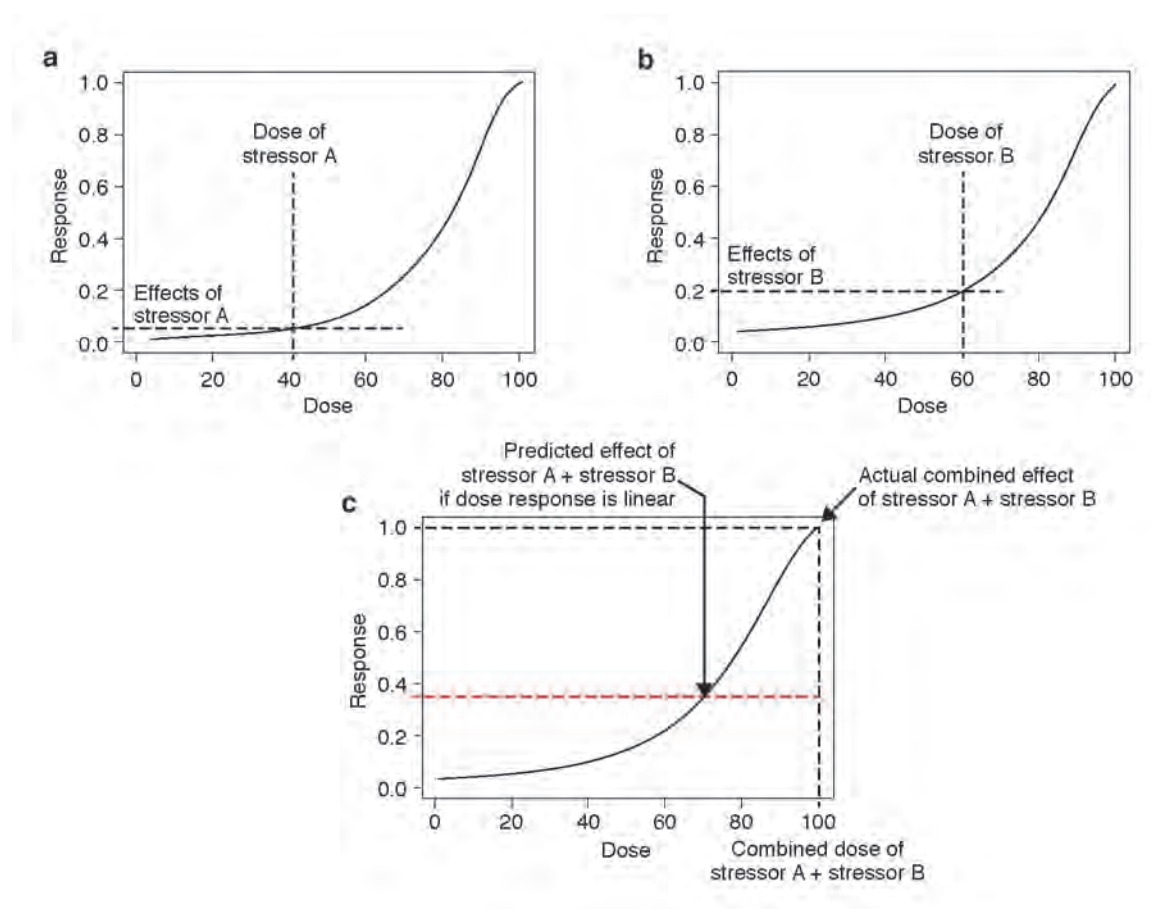 a
1.0
Dose of
stressor A
0.8
0.6
Response
0.4
Effects of
stressor A
0.2
0.0
0 20 40 60 80 100
Dose
b
1.0
Dose of
stressor B
0.8
0.6
Response
0.4
Effects of
stressor B
0.2
0.0
0 20 40 60 80 100
Dose
Predicted effect of
stressor A + stressor B
if dose response is linear
Actual combined effect
of stressor A + stressor B
c
1.0
0.8
0.6
Response
0.4
0.2
0.0
0 20 40 60 80 100
Dose
Combined dose of
stressor A + stressor B